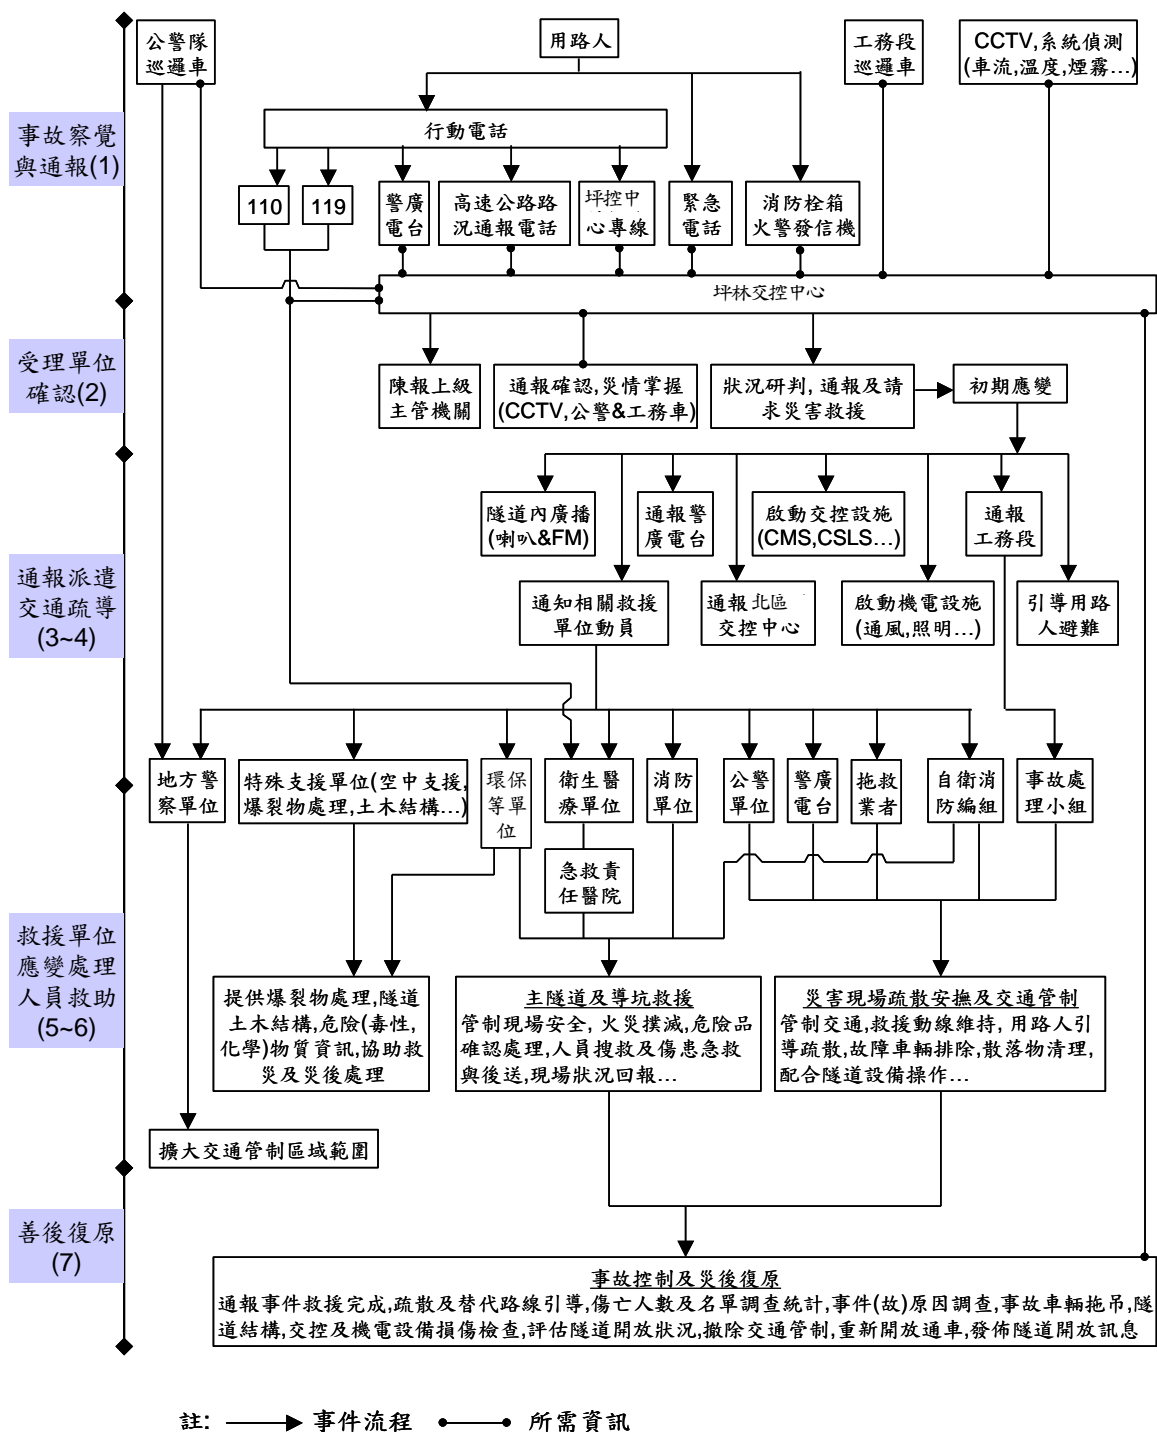 公警隊
巡邏車
用路人
工務段
巡邏車
CCTV,系統偵測
(車流,溫度,煙霧…)
事故察覺
與通報(1)
行動電話
110
119
警廣
電台
高速公路路
況通報電話
坪控中
心專線
緊急
電話
消防栓箱
火警發信機
坪林交控中心
受理單位
確認(2)
陳報上級
主管機關
通報確認,災情掌握
(CCTV,公警&工務車)
狀況研判, 通報及請
求災害救援
初期應變
通報派遣
交通疏導
(3~4)
隧道內廣播
(喇叭&FM)
通報警
廣電台
啟動交控設施
(CMS,CSLS…)
通報
工務段
通知相關救援
單位動員
通報北區
交控中心
啟動機電設施
(通風,照明…)
引導用路
人避難
地方警
察單位
特殊支援單位(空中支援,
爆裂物處理,土木結構…)
環保
等單
位
衛生醫
療單位
消防
單位
公警
單位
警廣
電台
拖救
業者
自衛消
防編組
事故處
理小組
急救責
任醫院
救援單位
應變處理
人員救助
(5~6)
提供爆裂物處理,隧道
土木結構,危險(毒性,
化學)物質資訊,協助救
災及災後處理
主隧道及導坑救援
管制現場安全, 火災撲滅,危險品
確認處理,人員搜救及傷患急救
與後送,現場狀況回報…
災害現場疏散安撫及交通管制
管制交通,救援動線維持, 用路人引
導疏散,故障車輛排除,散落物清理,
配合隧道設備操作…
擴大交通管制區域範圍
善後復原
(7)
事故控制及災後復原
通報事件救援完成,疏散及替代路線引導,傷亡人數及名單調查統計,事件(故)原因調查,事故車輛拖吊,隧
道結構,交控及機電設備損傷檢查,評估隧道開放狀況,撤除交通管制,重新開放通車,發佈隧道開放訊息
註: 事件流程 所需資訊